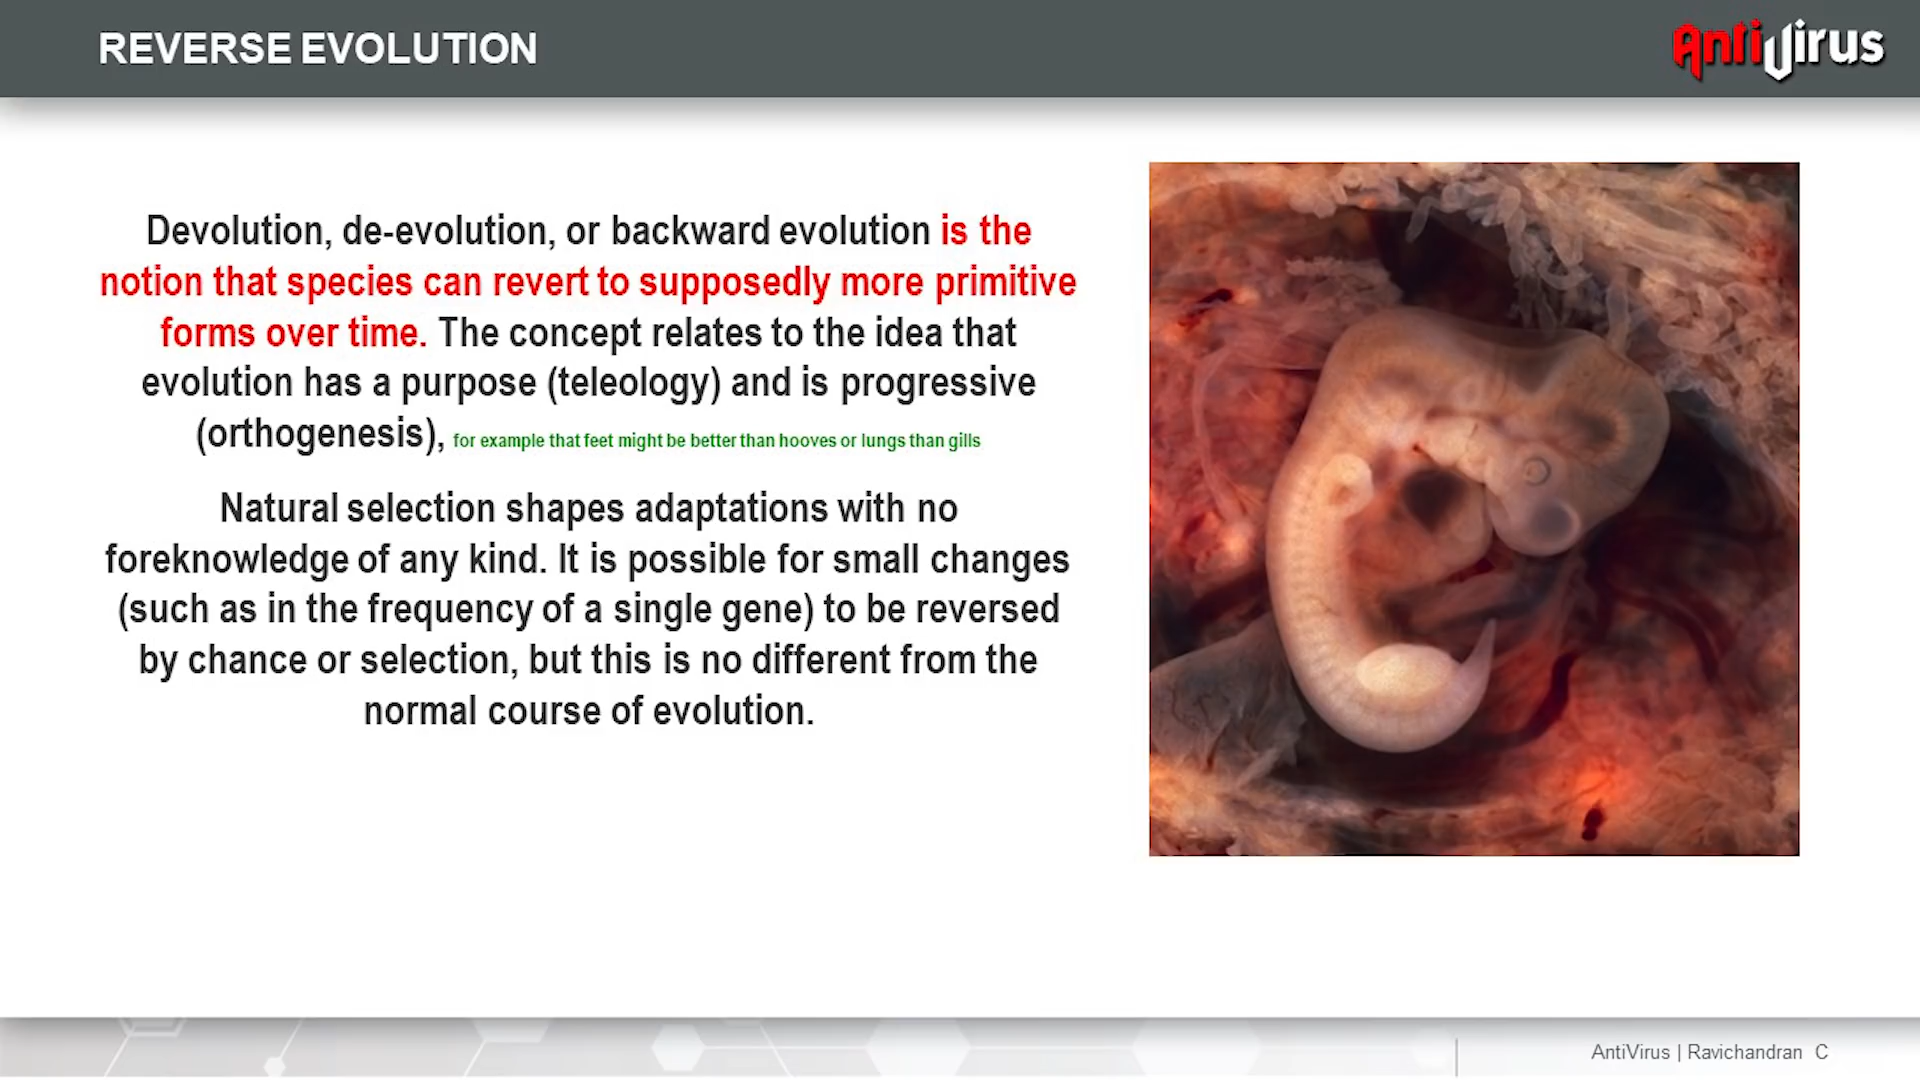 REVERSE EVOLUTION
AntiVirus
Devolution, de-evolution, or backward evolution is the
notion that species can revert to supposedly more primitive
forms over time. The concept relates to the idea that
evolution has a purpose (teleology) and is progressive
(orthogenesis), for example that feet might be better than hooves or lungs than gills
Natural selection shapes adaptations with no
foreknowledge of any kind. It is possible for small changes
(such as in the frequency of a single gene) to be reversed
by chance or selection, but this is no different from the
normal course of evolution.
AntiVirus | Ravichandran C